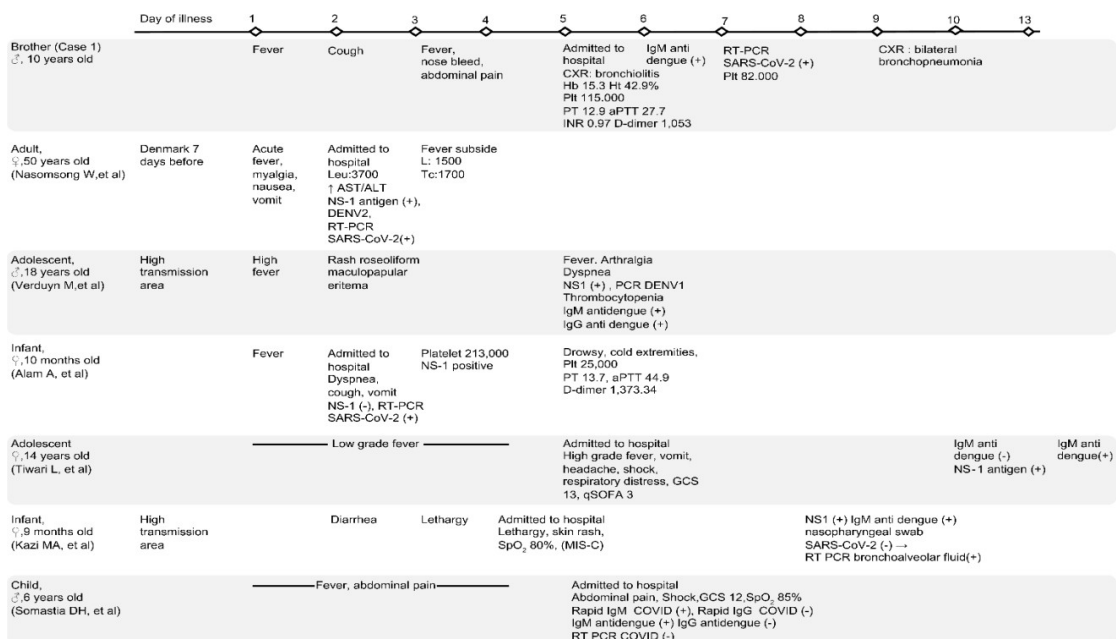 Day of illness 1 2 3 4 5 6 7 8 9 10 13
Brother (Case 1)
♂, 10 years old
Fever
Cough
Fever,
nose bleed,
abdominal pain
Admitted to
hospital
CXR: bronchiolitis
Hb 15.3 Ht 42.9%
Plt 115.000
PT 12.9 aPTT 27.7
INR 0.97 D-dimer 1,053
IgM anti
dengue (+)
RT-PCR
SARS-CoV-2 (+)
Plt 82.000
CXR : bilateral
bronchopneumonia
Adult,
♀,50 years old
(Nasomsong W,et al)
Denmark 7
days before
Acute
fever,
myalgia,
nausea,
vomit
Admitted to
hospital
Leu:3700
↑ AST/ALT
NS-1 antigen (+),
DENV2,
RT-PCR
SARS-CoV-2(+)
Fever subside
L: 1500
Tc:1700
Adolescent,
♂,18 years old
(Verduyn M,et al)
High
transmission
area
High
fever
Rash roseoliform
maculopapular
eritema
Fever. Arthralgia
Dyspnea
NS1 (+) , PCR DENV1
Thrombocytopenia
IgM antidengue (+)
IgG anti dengue (+)
Infant,
♀,10 months old
(Alam A, et al)
Fever
Admitted to
hospital
Dyspnea,
cough, vomit
NS-1 (-), RT-PCR
SARS-CoV-2 (+)
Platelet 213,000
NS-1 positive
Drowsy, cold extremities,
Plt 25,000
PT 13.7, aPTT 44.9
D-dimer 1,373.34
Adolescent
♀,14 years old
(Tiwari L, et al)
Low grade fever
Admitted to hospital
High grade fever, vomit,
headache, shock,
respiratory distress, GCS
13, qSOFA 3
IgM anti
dengue (-)
NS-1 antigen (+)
IgM anti
dengue(+)
Infant,
♀,9 months old
(Kazi MA, et al)
High
transmission
area
Diarrhea
Lethargy
Admitted to hospital
Lethargy, skin rash,
SpO₂ 80%, (MIS-C)
NS1 (+) IgM anti dengue (+)
nasopharyngeal swab
SARS-CoV-2 (-) →
RT PCR bronchoalveolar fluid(+)
Child,
♂,6 years old
(Somastia DH, et al)
Fever, abdominal pain
Admitted to hospital
Abdominal pain, Shock,GCS 12,SpO₂ 85%
Rapid IgM COVID (+), Rapid IgG COVID (-)
IgM antidengue (+) IgG antidengue (-)
RT PCR COVID (-)